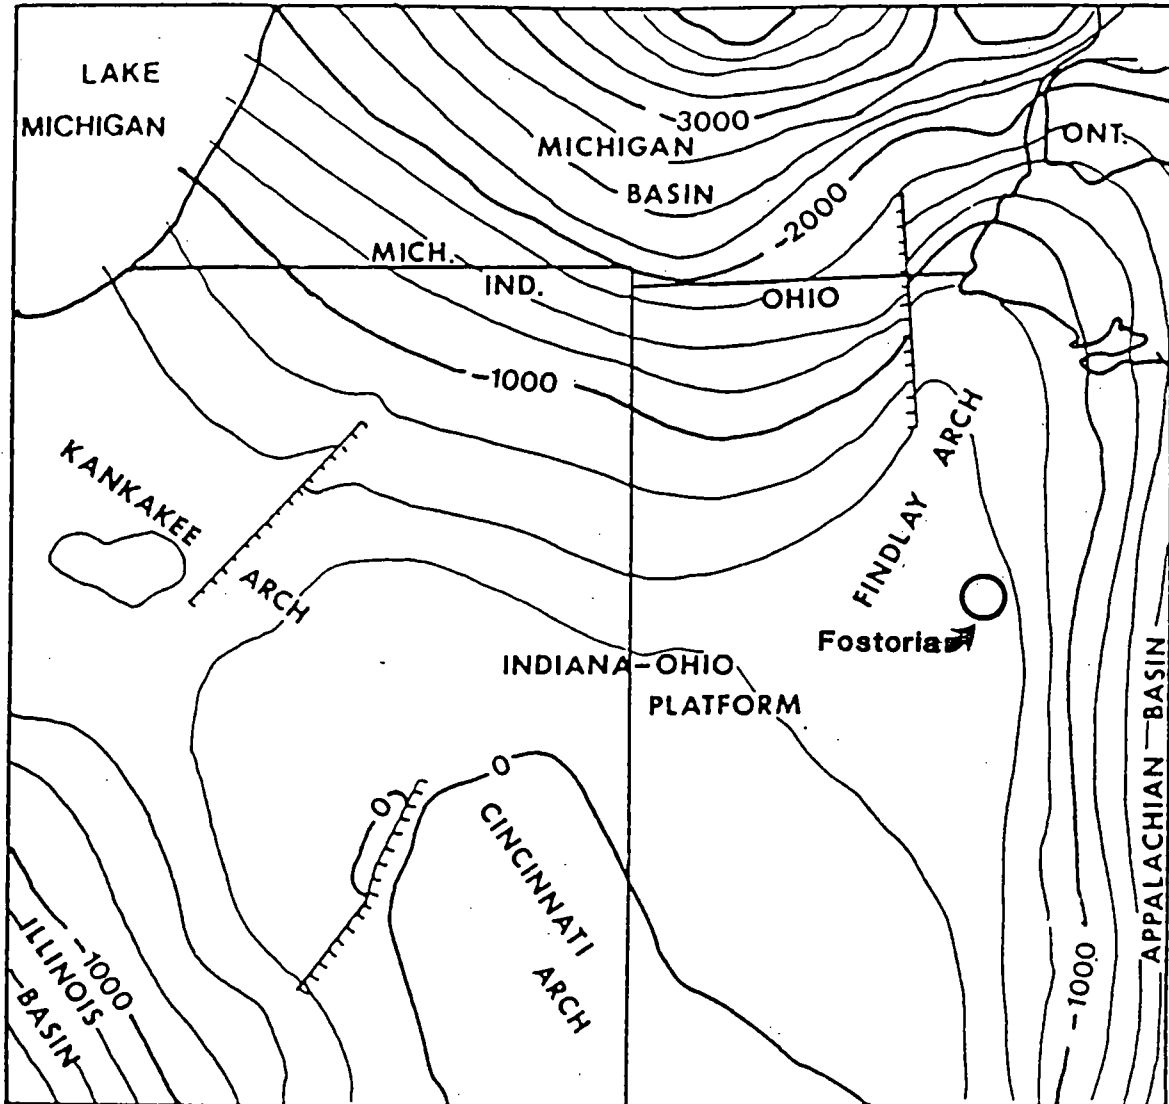 LAKE
MICHIGAN
-3000
MICHIGAN
BASIN
ONT.
-2000
MICH.
IND.
OHIO
-1000
KANKAKEE
ARCH
FINDLAY ARCH
Fostoria
INDIANA-OHIO
PLATFORM
APPALACHIAN BASIN
0
0
CINCINNATI
ARCH
-1000
ILLINOIS
BASIN
-1000